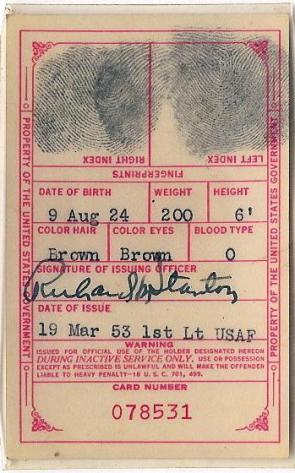 RIGHT INDEX LEFT INDEX
FINGERPRINTS
PROPERTY OF THE UNITED STATES GOVERNMENT
PROPERTY OF THE UNITED STATES GOVERNMENT
DATE OF BIRTH WEIGHT HEIGHT
9 Aug 24 200 6'
COLOR HAIR COLOR EYES BLOOD TYPE
Brown Brown O
SIGNATURE OF ISSUING OFFICER
DATE OF ISSUE
19 Mar 53 1st Lt USAF
WARNING
ISSUED FOR OFFICIAL USE OF THE HOLDER DESIGNATED HEREON
DURING INACTIVE SERVICE ONLY. USE OR POSSESSION
EXCEPT AS PRESCRIBED IS UNLAWFUL AND WILL MAKE THE OFFENDER
LIABLE TO HEAVY PENALTY-18 U. S. C. 701, 499.
CARD NUMBER
078531